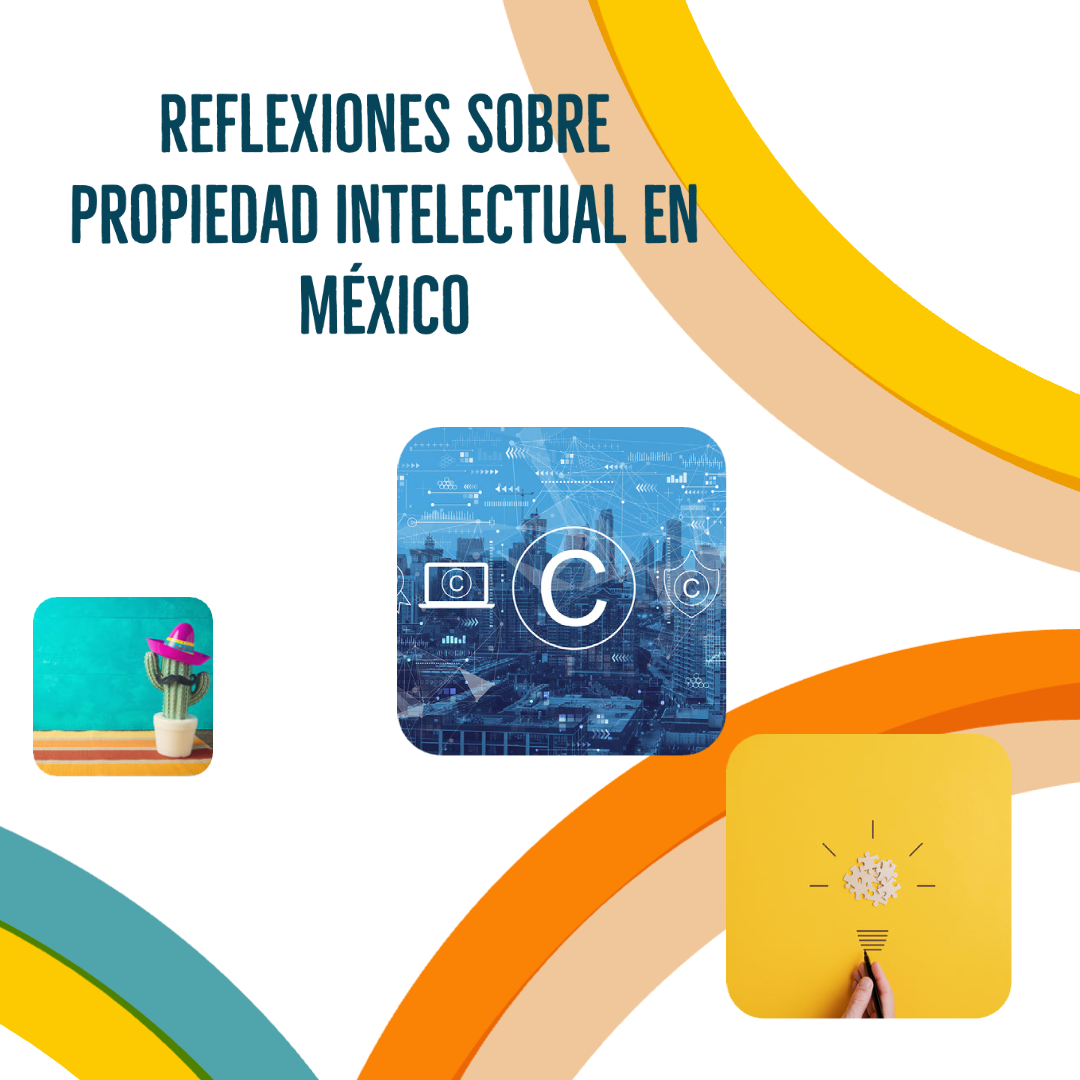 REFLEXIONES SOBRE
PROPIEDAD INTELECTUAL EN
MÉXICO
C
C
C